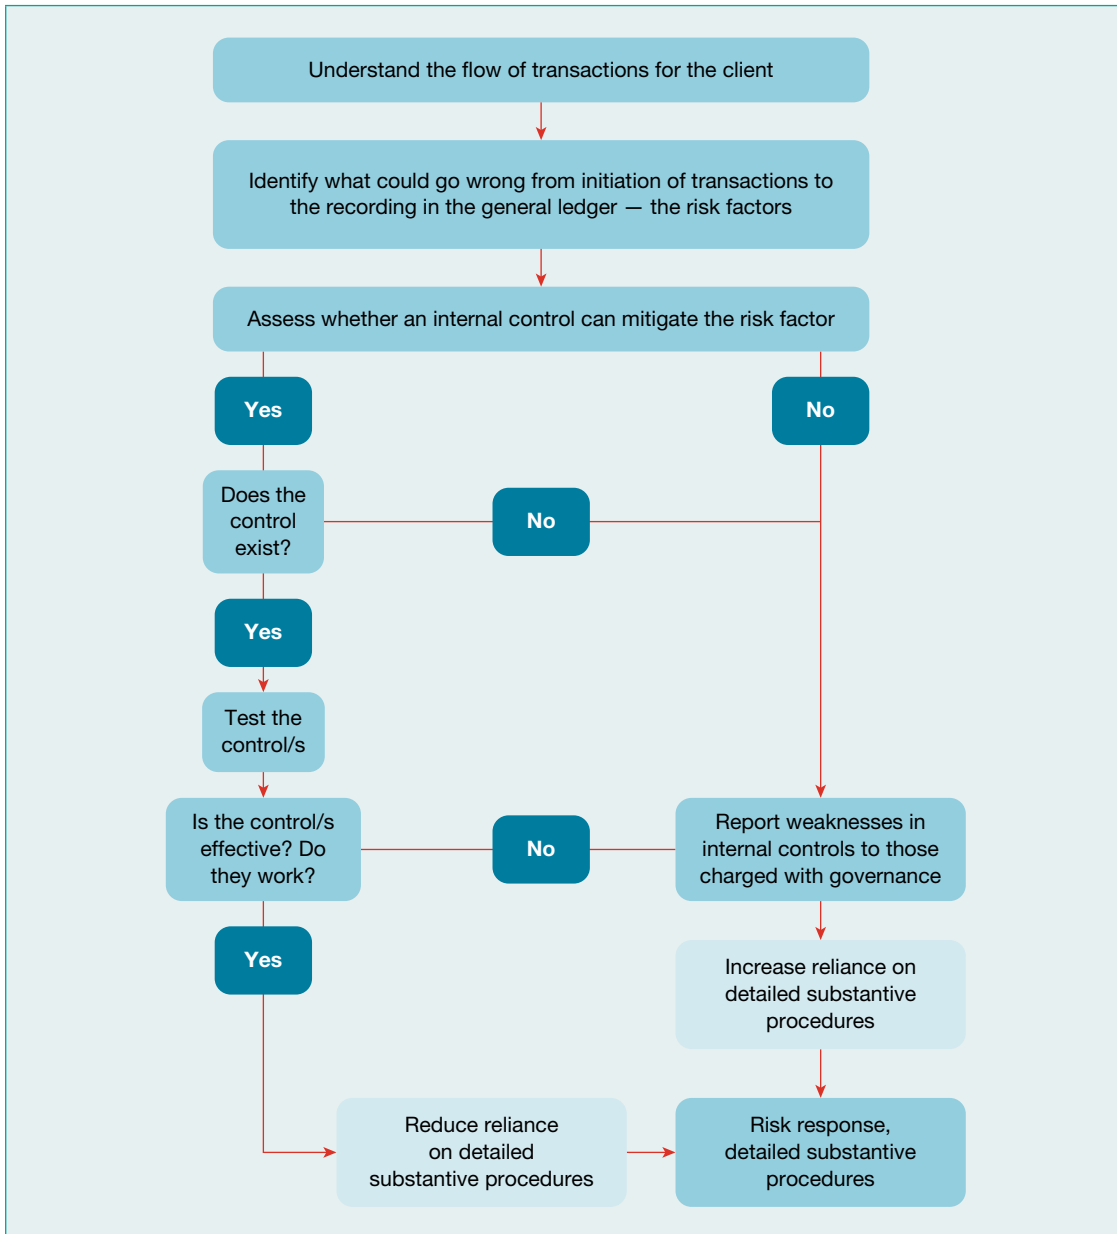 Understand the flow of transactions for the client
Identify what could go wrong from initiation of transactions to
the recording in the general ledger — the risk factors
Assess whether an internal control can mitigate the risk factor
Yes
No
Does the
control
exist?
No
Yes
Test the
control/s
Is the control/s
effective? Do
they work?
No
Report weaknesses in
internal controls to those
charged with governance
Yes
Increase reliance on
detailed substantive
procedures
Reduce reliance
on detailed
substantive procedures
Risk response,
detailed substantive
procedures